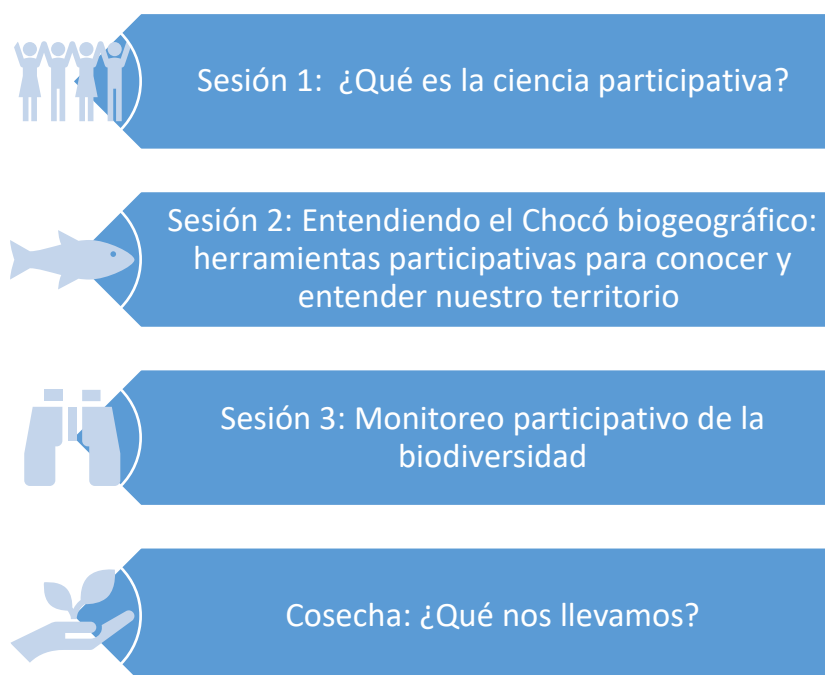 Sesión 1:  ¿Qué es la ciencia participativa?
Sesión 2: Entendiendo el Chocó biogeográfico:
herramientas participativas para conocer y
entender nuestro territorio
Sesión 3: Monitoreo participativo de la
biodiversidad
Cosecha: ¿Qué nos llevamos?